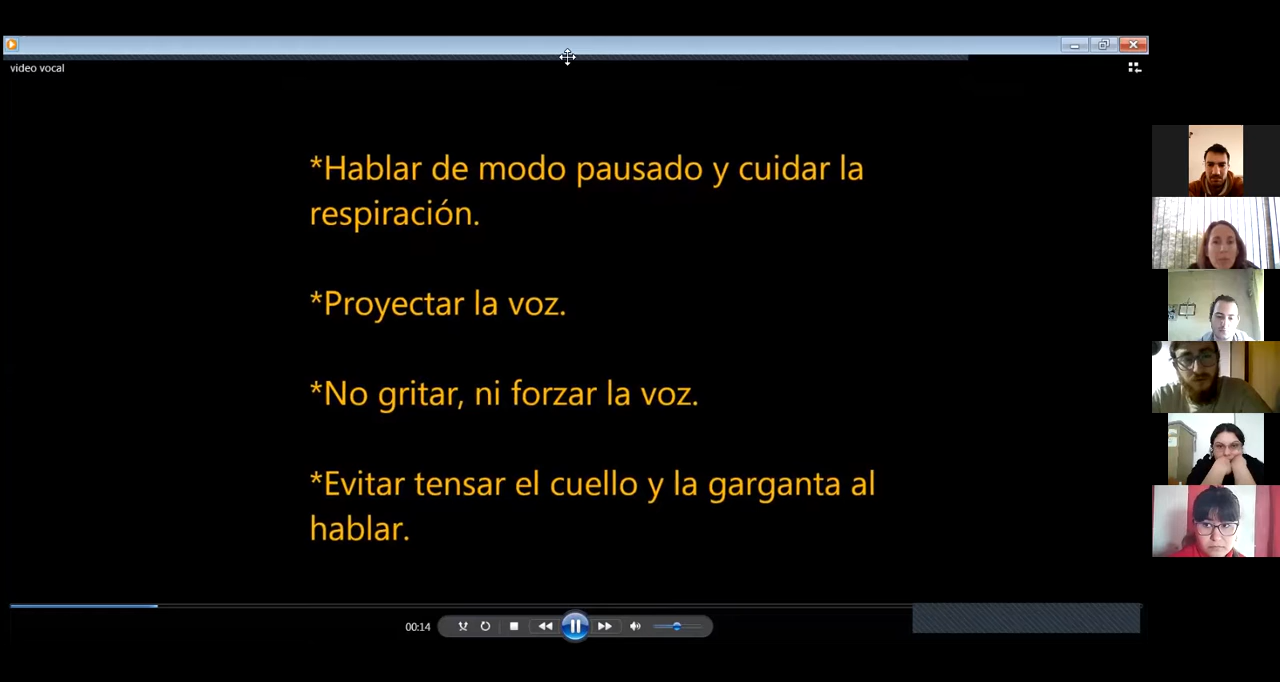 video vocal
*Hablar de modo pausado y cuidar la
respiración.
*Proyectar la voz.
*No gritar, ni forzar la voz.
*Evitar tensar el cuello y la garganta al
hablar.
00:14